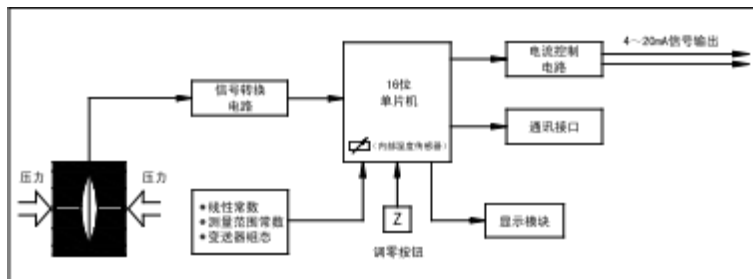 电流控制
电路
4～20mA信号输出
信号转换
电路
16位
单片机
(内部温度传感器)
通讯接口
压力
压力
●线性常数
●测量范围常数
●变送器组态
Z
调零按钮
显示模块